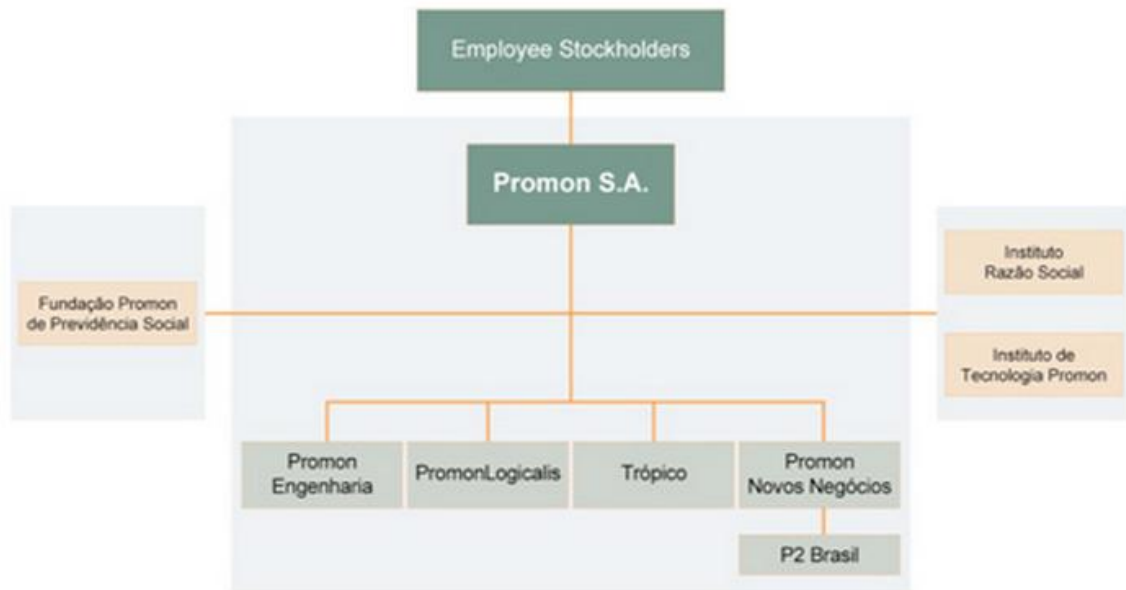 Employee Stockholders
Promon S.A.
Fundação Promon
de Previdência Social
Instituto
Razão Social
Instituto de
Tecnologia Promon
Promon
Engenharia
PromonLogicalis
Trópico
Promon
Novos Negócios
P2 Brasil